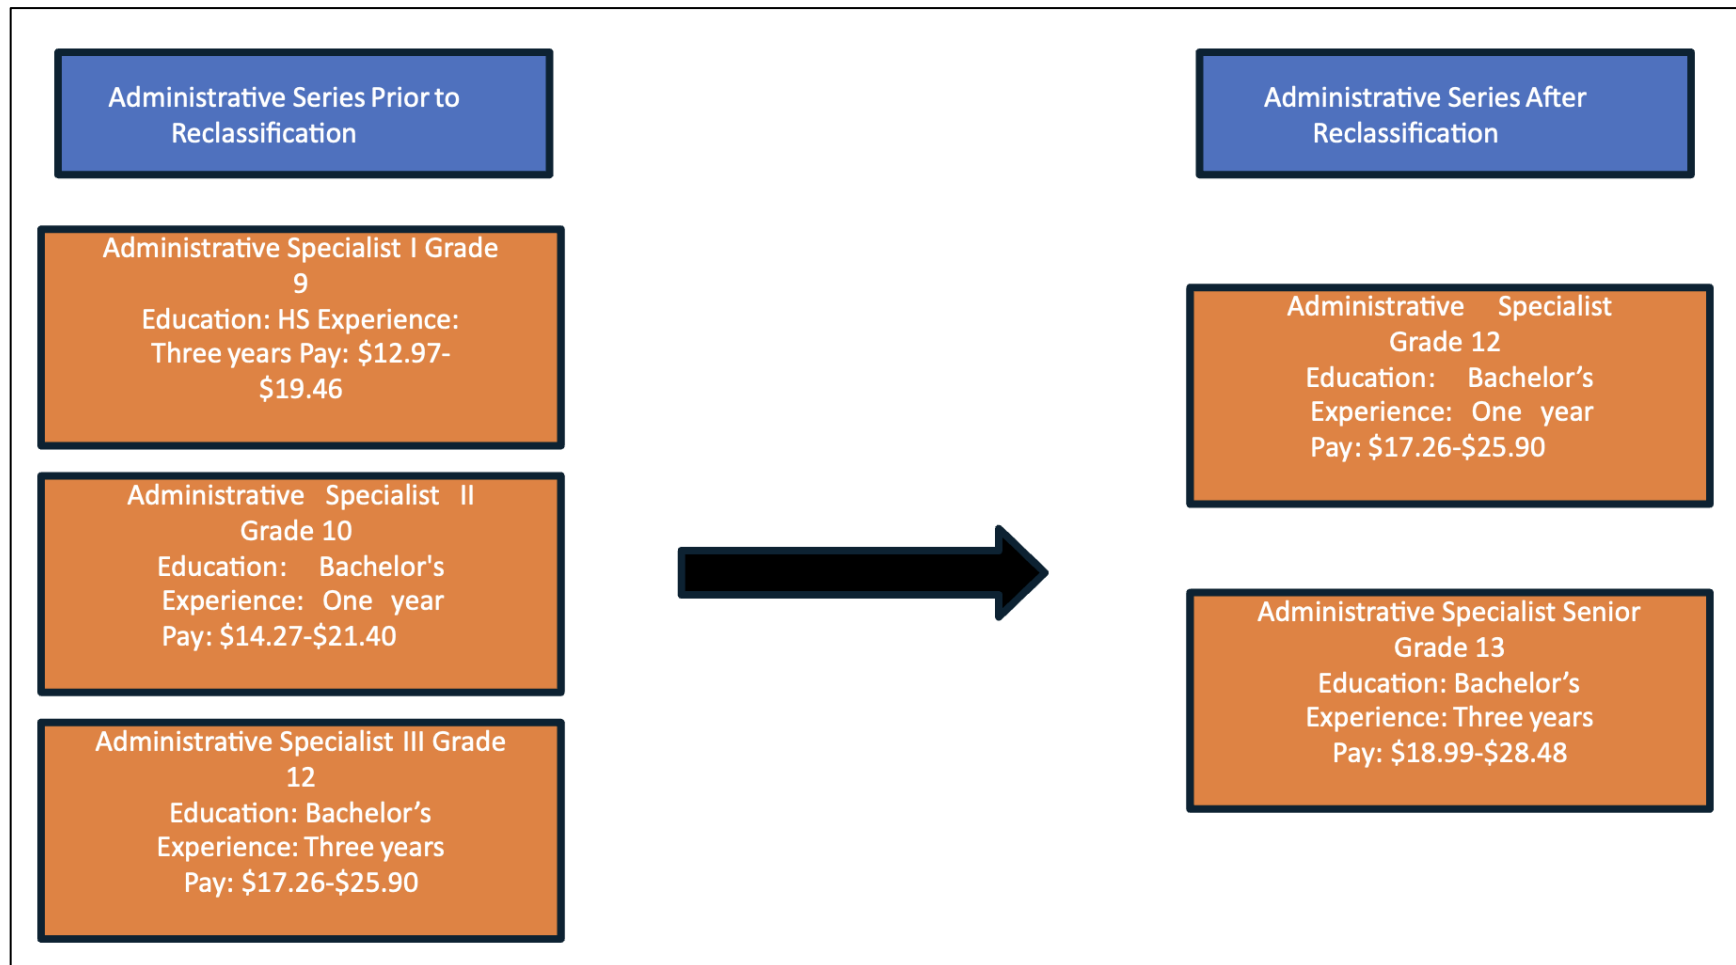 Administrative Series Prior to
Reclassification
Administrative Specialist I Grade
9
Education: HS Experience:
Three years Pay: $12.97-
$19.46
Administrative Specialist II
Grade 10
Education: Bachelor's
Experience: One year
Pay: $14.27-$21.40
Administrative Specialist III Grade
12
Education: Bachelor’s
Experience: Three years
Pay: $17.26-$25.90
Administrative Series After
Reclassification
Administrative Specialist
Grade 12
Education: Bachelor’s
Experience: One year
Pay: $17.26-$25.90
Administrative Specialist Senior
Grade 13
Education: Bachelor’s
Experience: Three years
Pay: $18.99-$28.48